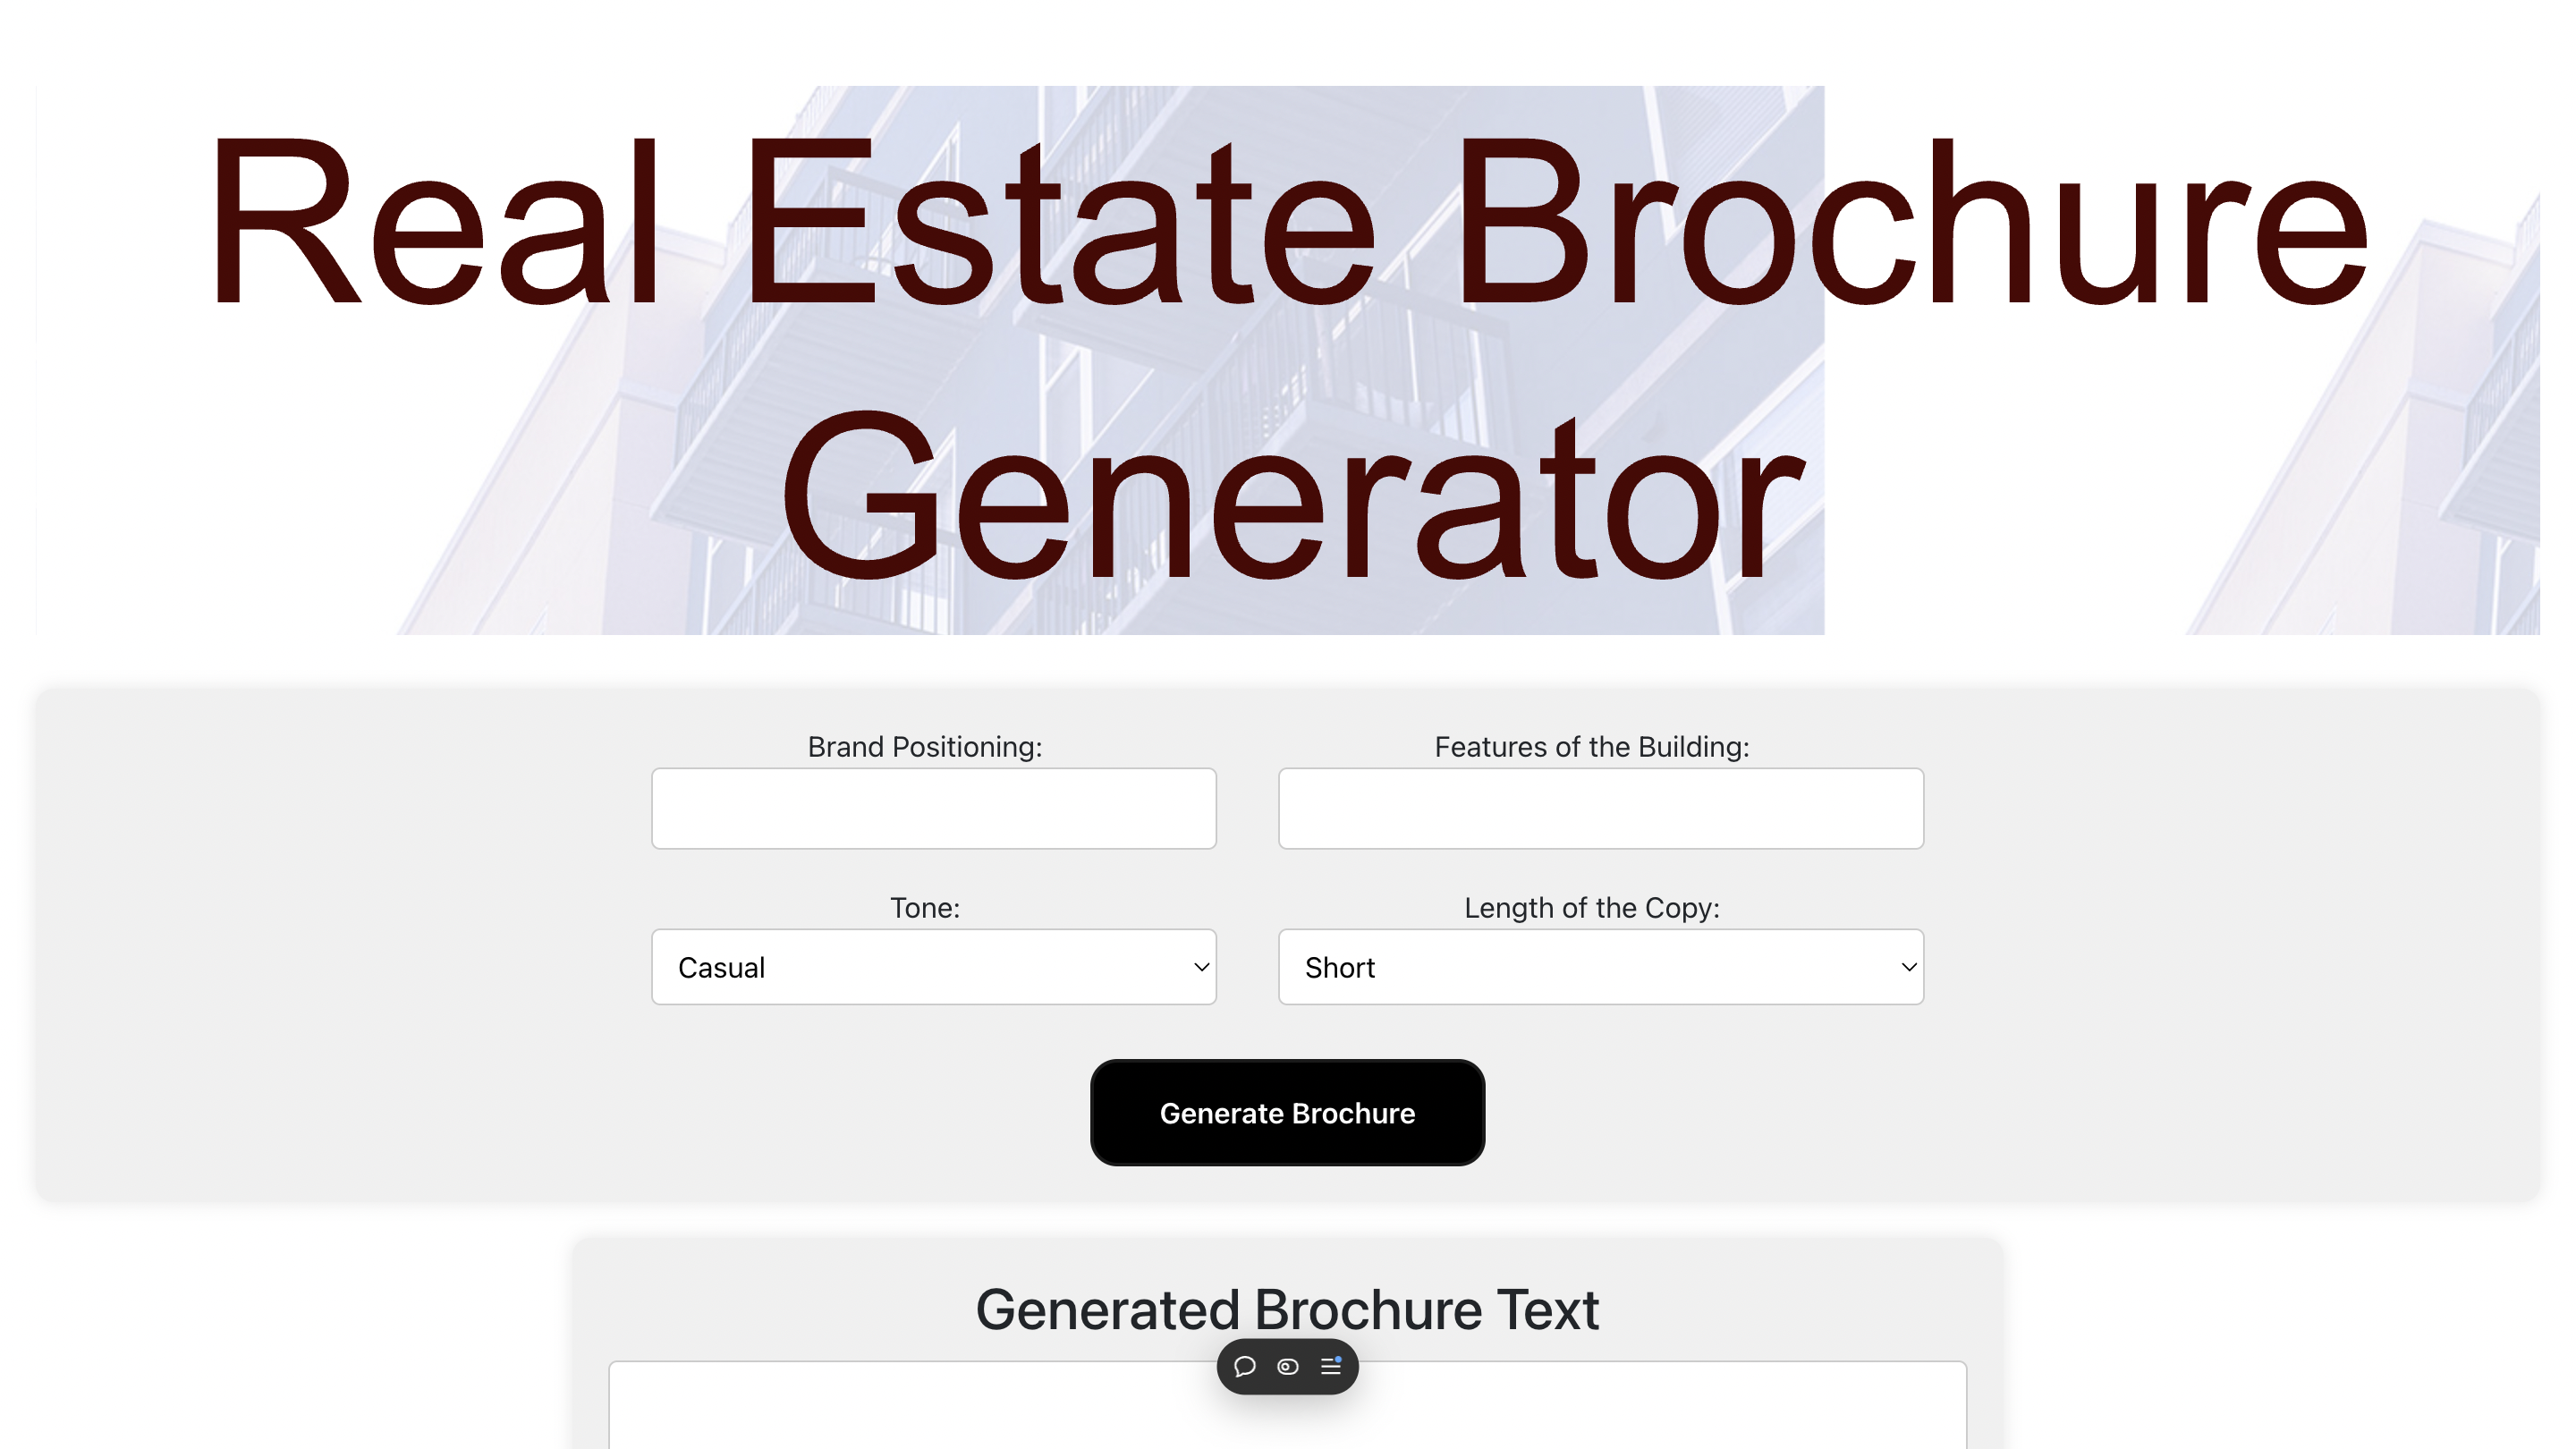 Real Estate Brochure
Generator
Brand Positioning:
Features of the Building:
Tone:
Length of the Copy:
Casual
Short
Generate Brochure
Generated Brochure Text